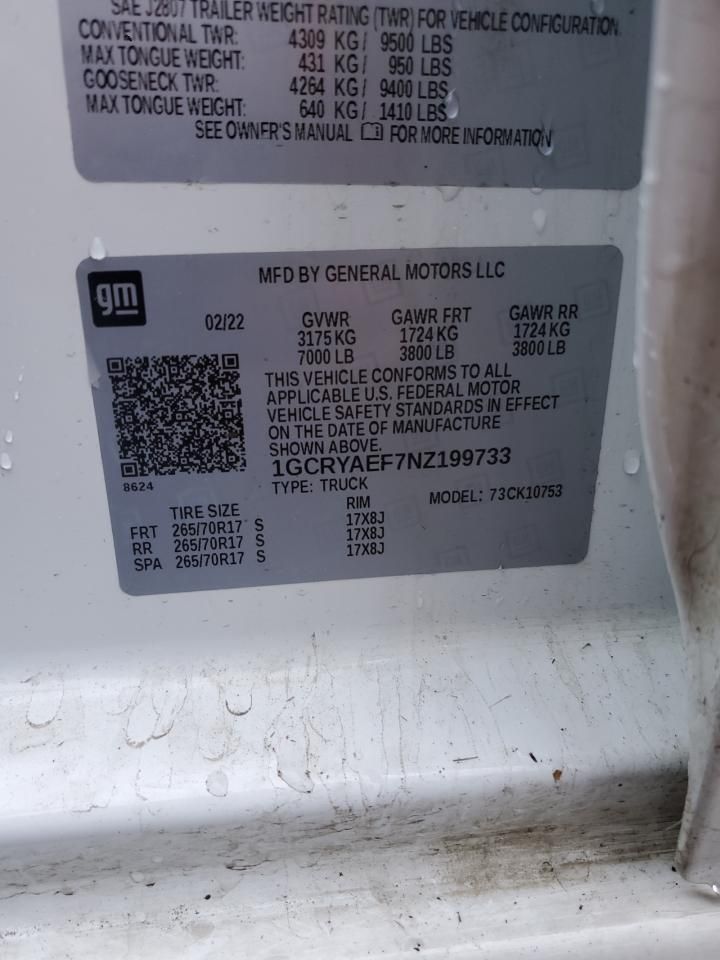 SAE J2807 TRAILER WEIGHT RATING (TWR) FOR VEHICLE CONFIGURATION.
CONVENTIONAL TWR: 4309 KG/ 9500 LBS
MAX TONGUE WEIGHT: 431 KG/ 950 LBS
GOOSENECK TWR: 4264 KG/ 9400 LBS
MAX TONGUE WEIGHT: 640 KG/ 1410 LBS
SEE OWNER'S MANUAL FOR MORE INFORMATION
gm
MFD BY GENERAL MOTORS LLC
02/22 GVWR GAWR FRT GAWR RR
3175 KG 1724 KG 1724 KG
7000 LB 3800 LB 3800 LB
THIS VEHICLE CONFORMS TO ALL
APPLICABLE U.S. FEDERAL MOTOR
VEHICLE SAFETY STANDARDS IN EFFECT
ON THE DATE OF MANUFACTURE
SHOWN ABOVE.
1GCRYAEF7NZ199733
8624
TYPE: TRUCK
MODEL: 73CK10753
TIRE SIZE RIM
FRT 265/70R17 S 17X8J
RR 265/70R17 S 17X8J
SPA 265/70R17 S 17X8J